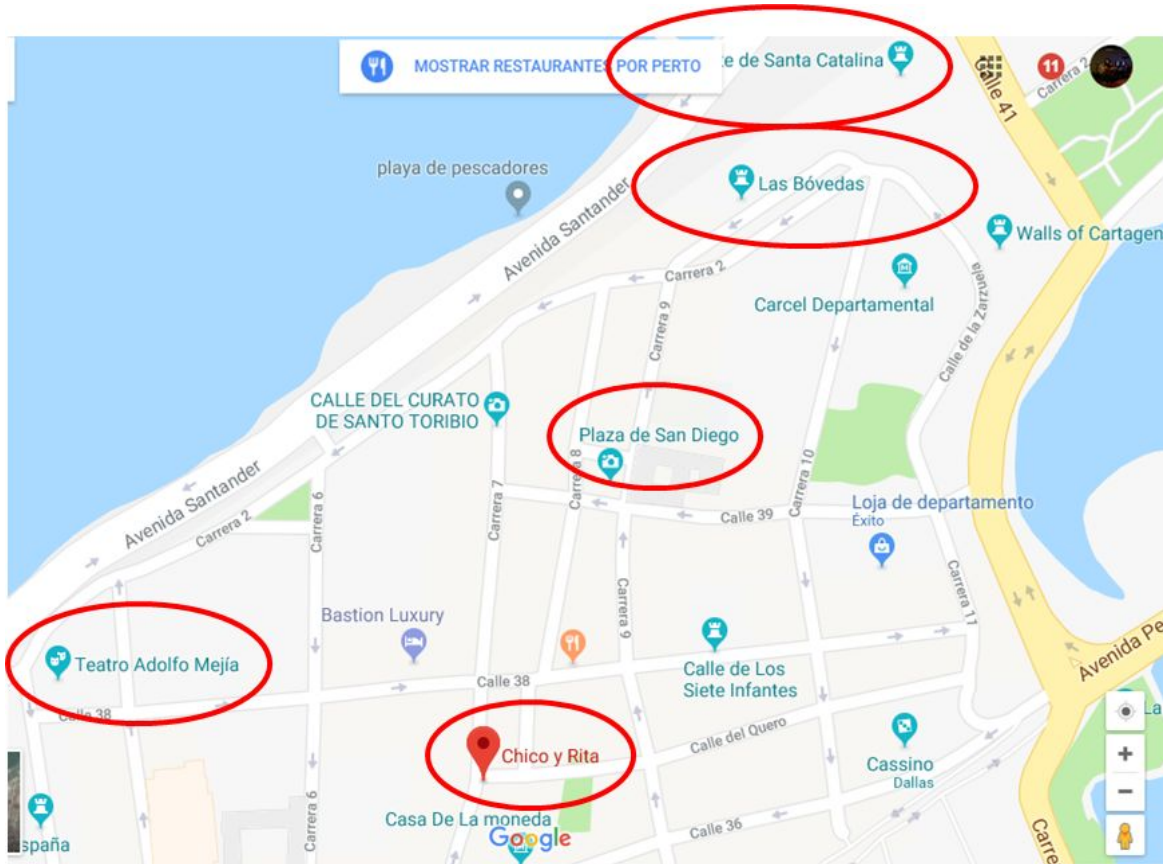 MOSTRAR RESTAURANTES POR PERTO
te de Santa Catalina
11
Calle 41
Carrera 2
playa de pescadores
Las Bóvedas
Avenida Santander
Walls of Cartagen
Carrera 2
Carcel Departamental
Carrera 9
Calle de la Zarzuela
CALLE DEL CURATO
DE SANTO TORIBIO
Plaza de San Diego
Carrera 8
Carrera 10
Avenida Santander
Carrera 7
Carrera 6
Calle 39
Loja de departamento
Éxito
Carrera 2
Carrera 11
Bastion Luxury
Carrera 9
Teatro Adolfo Mejía
Calle 38
Calle de Los
Siete Infantes
Avenida Pe
Calle 38
La
Chico y Rita
Calle del Quero
Cassino
Dallas
Carrera 6
Casa De La moneda
Google
Calle 36
Carre
spaña